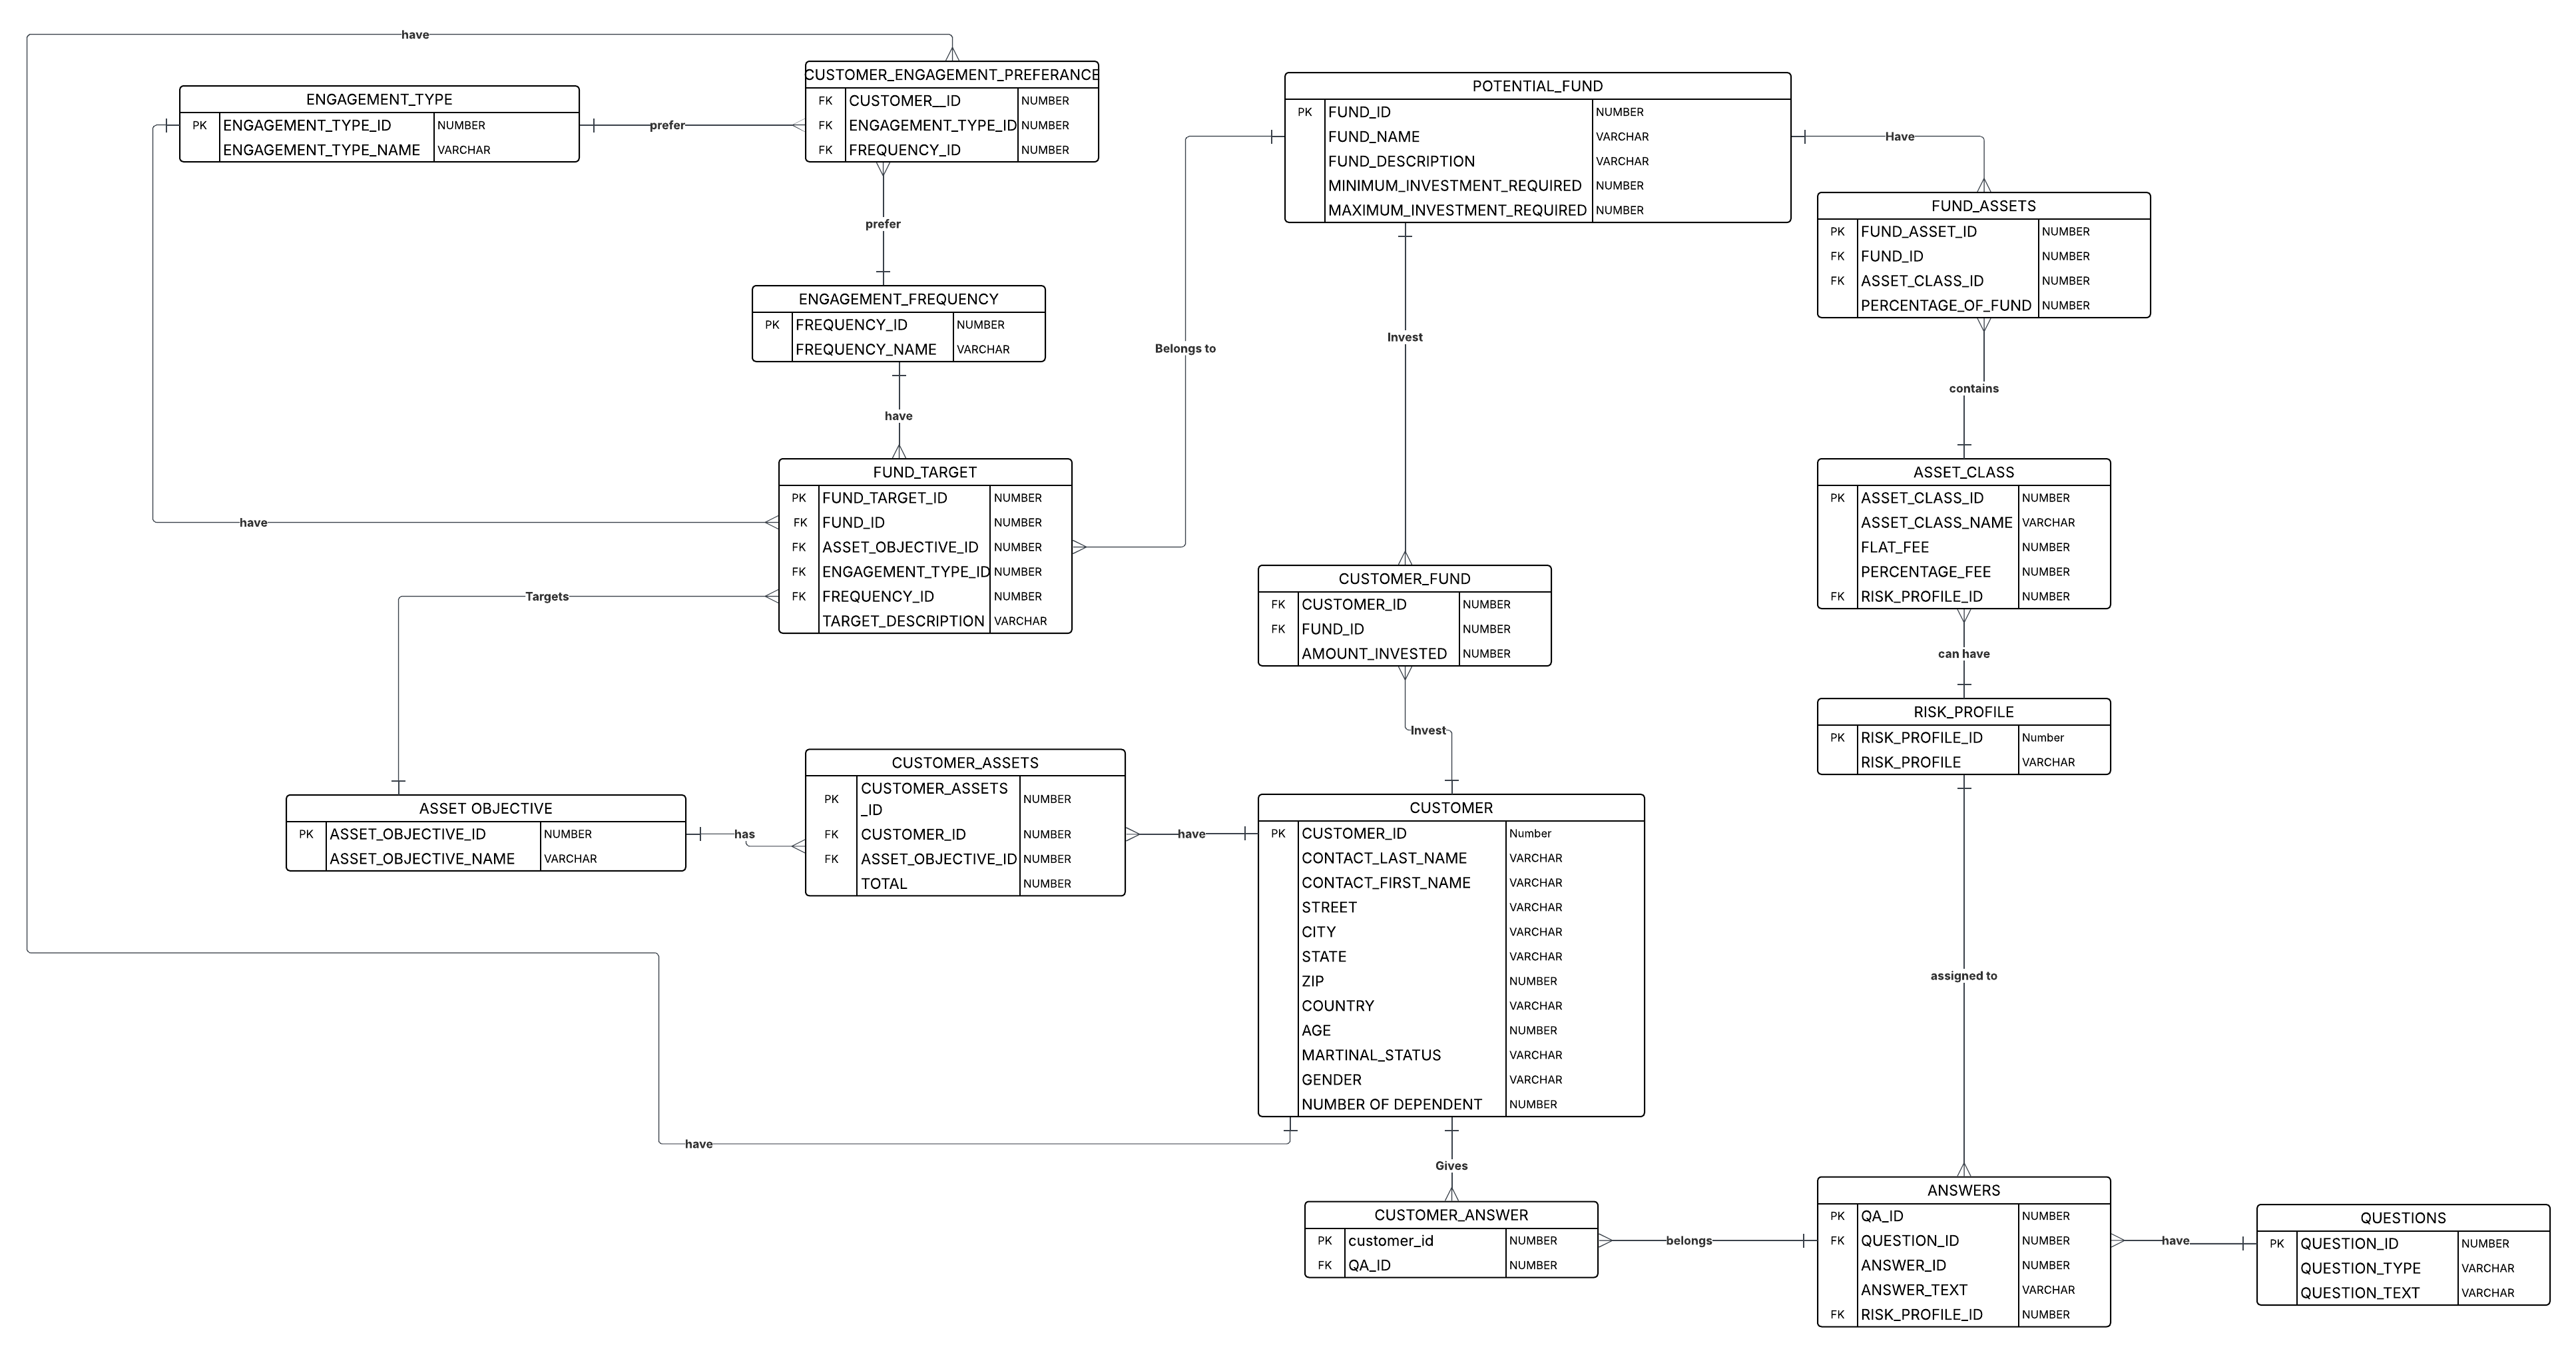 have
CUSTOMER_ENGAGEMENT_PREFERANCE
FK CUSTOMER__ID NUMBER
FK ENGAGEMENT_TYPE_ID NUMBER
FK FREQUENCY_ID NUMBER
ENGAGEMENT_TYPE
PK ENGAGEMENT_TYPE_ID NUMBER
ENGAGEMENT_TYPE_NAME VARCHAR
prefer
prefer
POTENTIAL_FUND
PK FUND_ID NUMBER
FUND_NAME VARCHAR
FUND_DESCRIPTION VARCHAR
MINIMUM_INVESTMENT_REQUIRED NUMBER
MAXIMUM_INVESTMENT_REQUIRED NUMBER
Have
FUND_ASSETS
PK FUND_ASSET_ID NUMBER
FK FUND_ID NUMBER
FK ASSET_CLASS_ID NUMBER
PERCENTAGE_OF_FUND NUMBER
ENGAGEMENT_FREQUENCY
PK FREQUENCY_ID NUMBER
FREQUENCY_NAME VARCHAR
Belongs to
Invest
contains
have
FUND_TARGET
PK FUND_TARGET_ID NUMBER
FK FUND_ID NUMBER
FK ASSET_OBJECTIVE_ID NUMBER
FK ENGAGEMENT_TYPE_ID NUMBER
FK FREQUENCY_ID NUMBER
TARGET_DESCRIPTION VARCHAR
have
Targets
ASSET_CLASS
PK ASSET_CLASS_ID NUMBER
ASSET_CLASS_NAME VARCHAR
FLAT_FEE NUMBER
PERCENTAGE_FEE NUMBER
FK RISK_PROFILE_ID NUMBER
CUSTOMER_FUND
FK CUSTOMER_ID NUMBER
FK FUND_ID NUMBER
AMOUNT_INVESTED NUMBER
can have
Invest
RISK_PROFILE
PK RISK_PROFILE_ID Number
RISK_PROFILE VARCHAR
CUSTOMER_ASSETS
PK CUSTOMER_ASSETS
_ID NUMBER
FK CUSTOMER_ID NUMBER
FK ASSET_OBJECTIVE_ID NUMBER
TOTAL NUMBER
ASSET OBJECTIVE
PK ASSET_OBJECTIVE_ID NUMBER
ASSET_OBJECTIVE_NAME VARCHAR
has
have
CUSTOMER
PK CUSTOMER_ID Number
CONTACT_LAST_NAME VARCHAR
CONTACT_FIRST_NAME VARCHAR
STREET VARCHAR
CITY VARCHAR
STATE VARCHAR
ZIP NUMBER
COUNTRY VARCHAR
AGE NUMBER
MARTINAL_STATUS VARCHAR
GENDER VARCHAR
NUMBER OF DEPENDENT NUMBER
assigned to
have
Gives
CUSTOMER_ANSWER
PK customer_id NUMBER
FK QA_ID NUMBER
belongs
ANSWERS
PK QA_ID NUMBER
FK QUESTION_ID NUMBER
ANSWER_ID NUMBER
ANSWER_TEXT VARCHAR
FK RISK_PROFILE_ID NUMBER
have
QUESTIONS
PK QUESTION_ID NUMBER
QUESTION_TYPE VARCHAR
QUESTION_TEXT VARCHAR